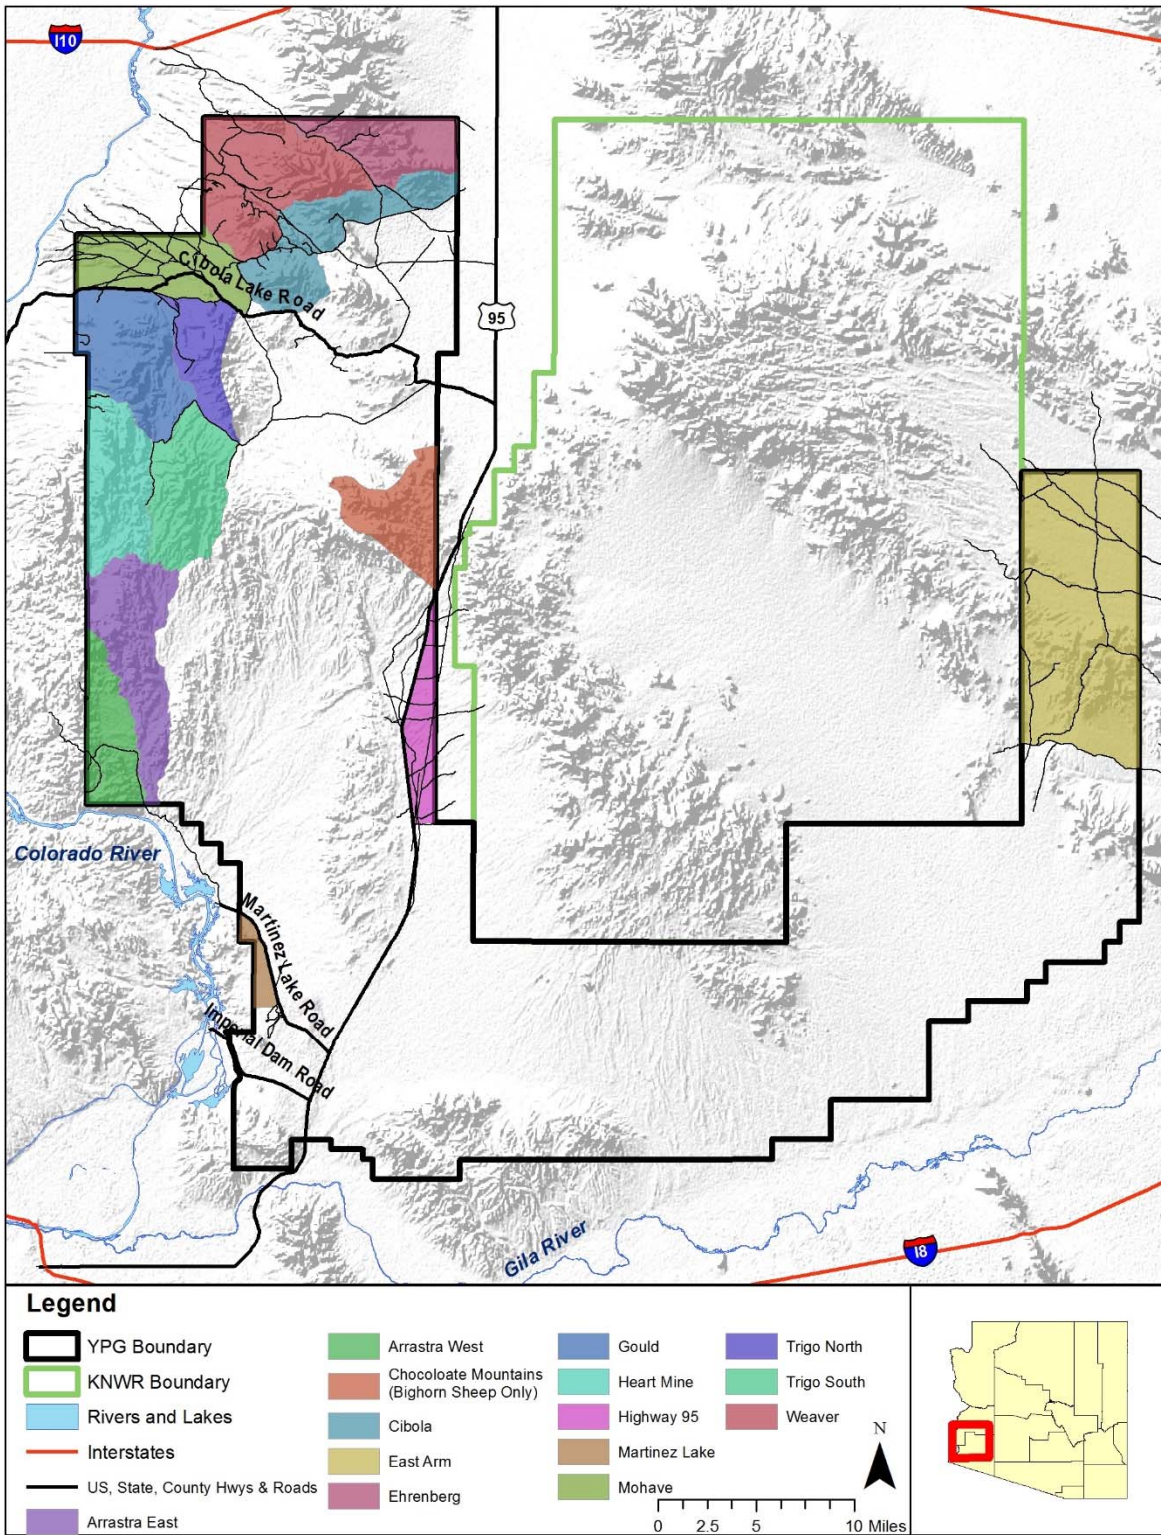 I10
Cibola Lake Road
95
Colorado River
Martinez Lake Road
Imperial Dam Road
Gila River
I8
Legend
YPG Boundary
KNWR Boundary
Rivers and Lakes
Interstates
US, State, County Hwys & Roads
Arrastra East
Arrastra West
Chocoloate Mountains
(Bighorn Sheep Only)
Cibola
East Arm
Ehrenberg
Gould
Heart Mine
Highway 95
Martinez Lake
Mohave
Trigo North
Trigo South
Weaver
N
0 2.5 5 10 Miles